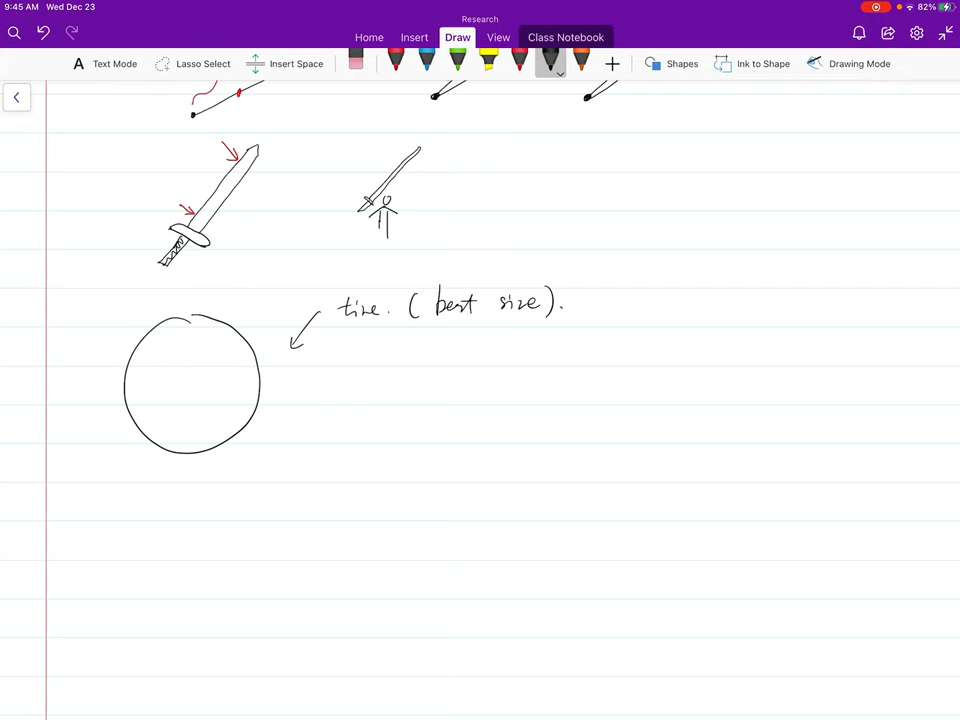 9:45 AM Wed Dec 23
82%
Research
Home Insert Draw View Class Notebook
Text Mode Lasso Select Insert Space Shapes Ink to Shape Drawing Mode
tire. (best size).